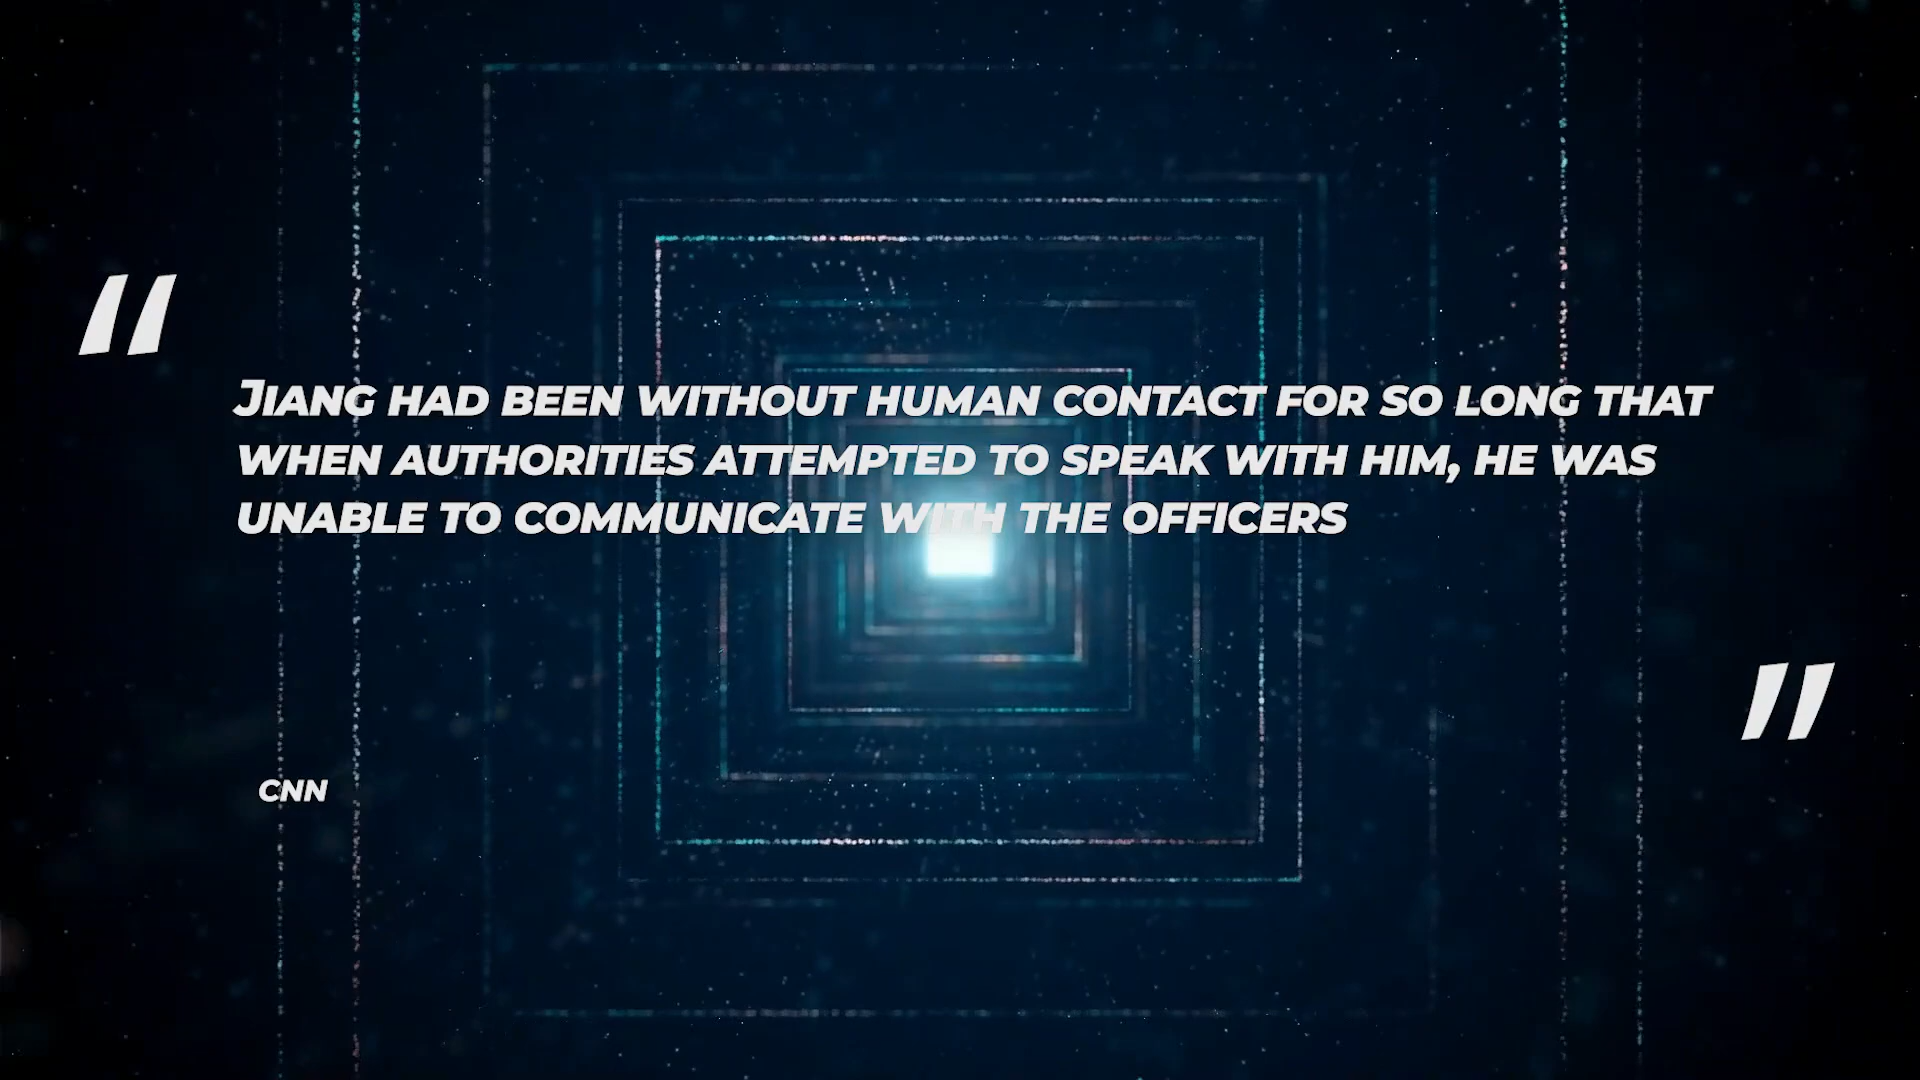 “
JIANG HAD BEEN WITHOUT HUMAN CONTACT FOR SO LONG THAT
WHEN AUTHORITIES ATTEMPTED TO SPEAK WITH HIM, HE WAS
UNABLE TO COMMUNICATE WITH THE OFFICERS
”
CNN